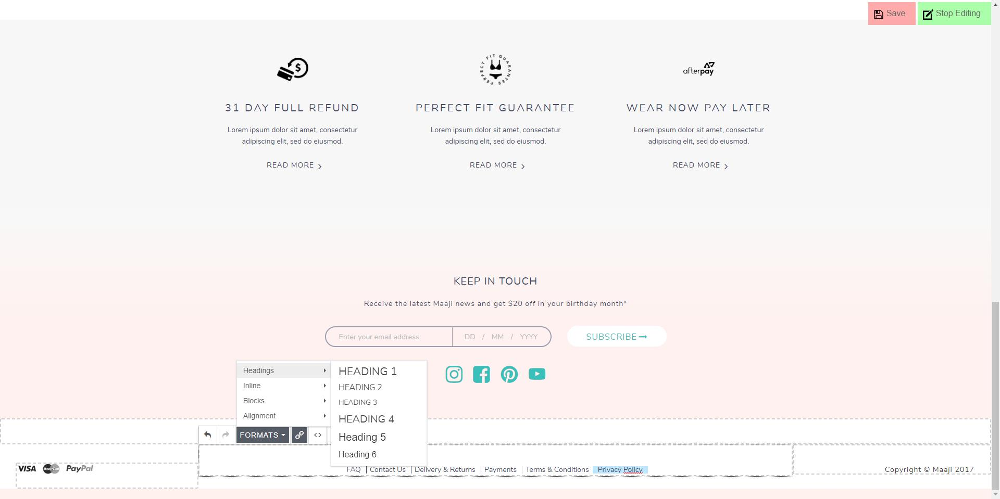 Save
Stop Editing
$
PERFECT FIT GUARANTEE
afterpay
31 DAY FULL REFUND
PERFECT FIT GUARANTEE
WEAR NOW PAY LATER
Lorem ipsum dolor sit amet, consectetur
adipiscing elit, sed do eiusmod.
Lorem ipsum dolor sit amet, consectetur
adipiscing elit, sed do eiusmod.
Lorem ipsum dolor sit amet, consectetur
adipiscing elit, sed do eiusmod.
READ MORE
READ MORE
READ MORE
KEEP IN TOUCH
Receive the latest Maaji news and get $20 off in your birthday month*
Enter your email address
DD / MM / YYYY
SUBSCRIBE
Headings
Inline
Blocks
Alignment
HEADING 1
HEADING 2
HEADING 3
HEADING 4
Heading 5
Heading 6
FORMATS
VISA MasterCard PayPal
FAQ | Contact Us | Delivery & Returns | Payments | Terms & Conditions Privacy Policy
Copyright © Maaji 2017